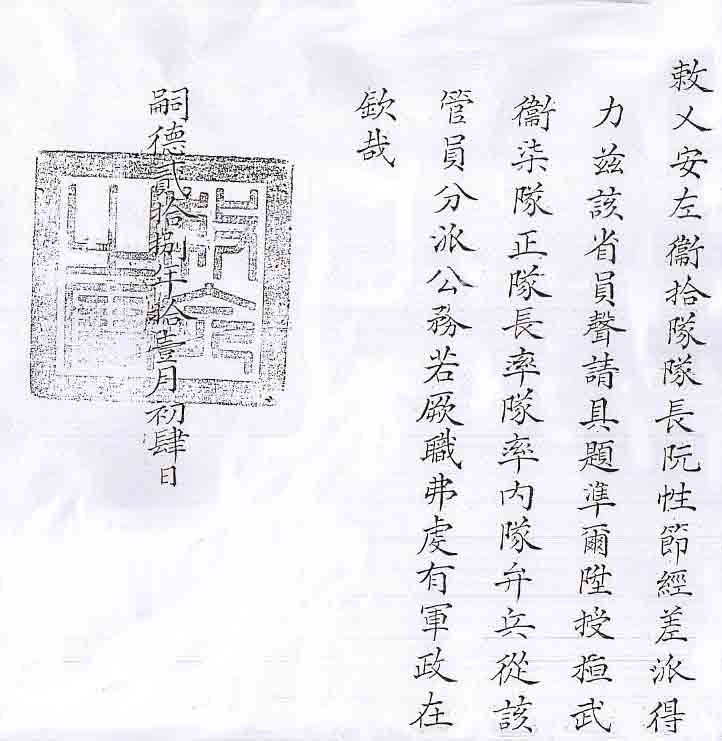 敕乂安左衞拾隊隊長阮性節經差派得
力茲該省員聲請具題準爾陞授桓武
衞柒隊正隊長率隊率內隊弁兵從該
管員分派公務若厥職弗虔有軍政在
欽哉
嗣德貳拾捌年拾壹月初肆日